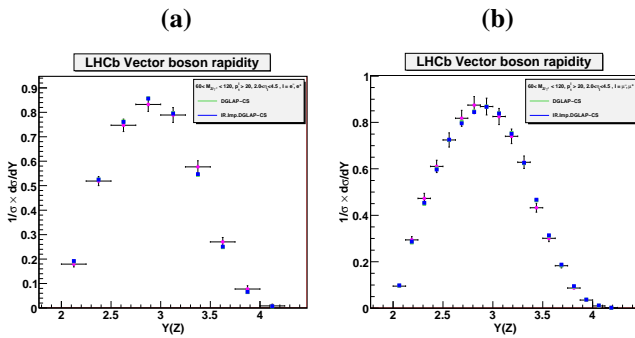 (a)
(b)
LHCb Vector boson rapidity
DGLAP-CS
IR.Imp.DGLAP-CS
1/σ × dσ/dY
0.9
0.8
0.7
0.6
0.5
0.4
0.3
0.2
0.1
0
2
2.5
3
3.5
4
Y(Z)
LHCb Vector boson rapidity
DGLAP-CS
IR.Imp.DGLAP-CS
1/σ × dσ/dY
1
0.8
0.6
0.4
0.2
0
2
2.5
3
3.5
4
4.5
Y(Z)